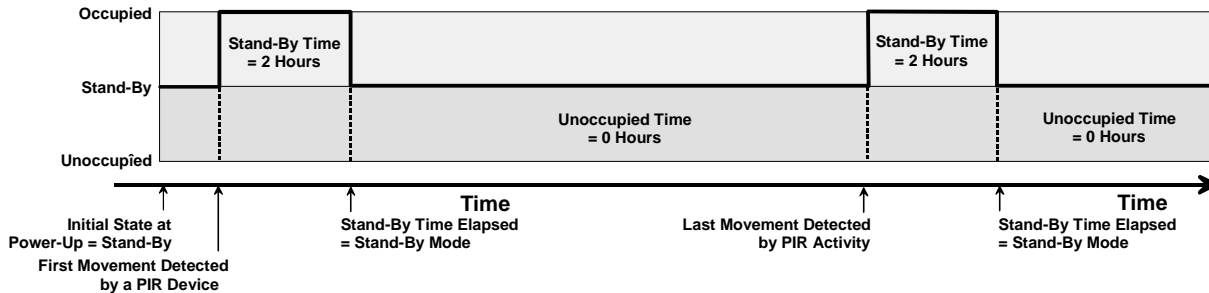 Occupied
Stand-By Time
= 2 Hours
Stand-By Time
= 2 Hours
Stand-By
Unoccupied Time
= 0 Hours
Unoccupied Time
= 0 Hours
Unoccupied
Time
Time
Initial State at
Power-Up = Stand-By
First Movement Detected
by a PIR Device
Stand-By Time Elapsed
= Stand-By Mode
Last Movement Detected
by PIR Activity
Stand-By Time Elapsed
= Stand-By Mode